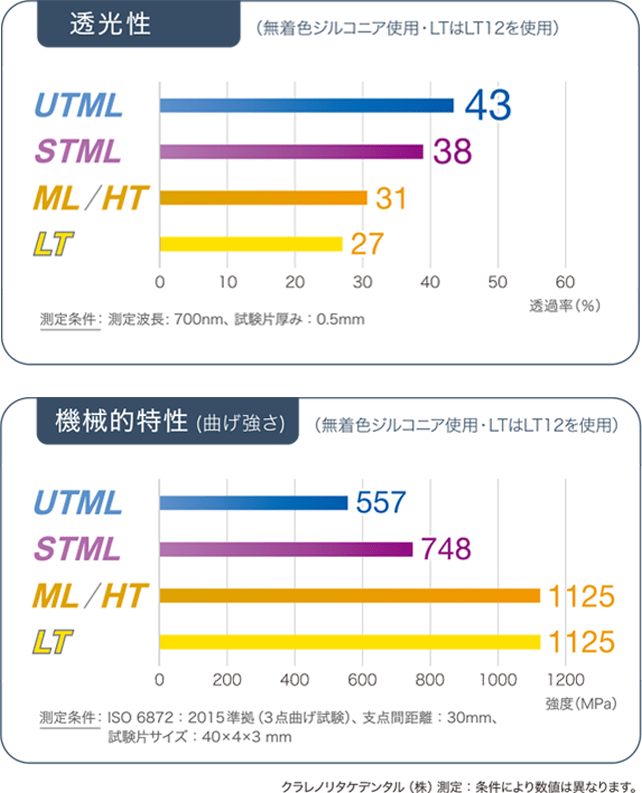 透光性
（無着色ジルコニア使用・LTはLT12を使用）
UTML 43
STML 38
ML／HT 31
LT 27
0 10 20 30 40 50 60
透過率（％）
測定条件：測定波長：700nm、試験片厚み：0.5mm
機械的特性（曲げ強さ）
（無着色ジルコニア使用・LTはLT12を使用）
UTML 557
STML 748
ML／HT 1125
LT 1125
0 200 400 600 800 1000 1200
強度（MPa）
測定条件：ISO 6872：2015準拠（3点曲げ試験）、支点間距離：30mm、
試験片サイズ：40×4×3 mm
クラレノリタケデンタル（株）測定：条件により数値は異なります。